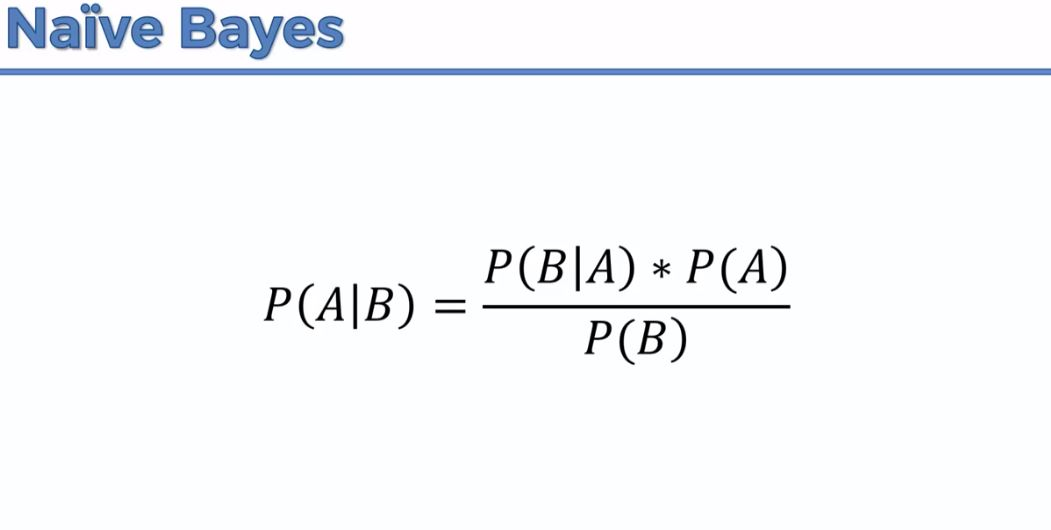 Naïve Bayes
P(A|B) = P(B|A) * P(A)
P(B)